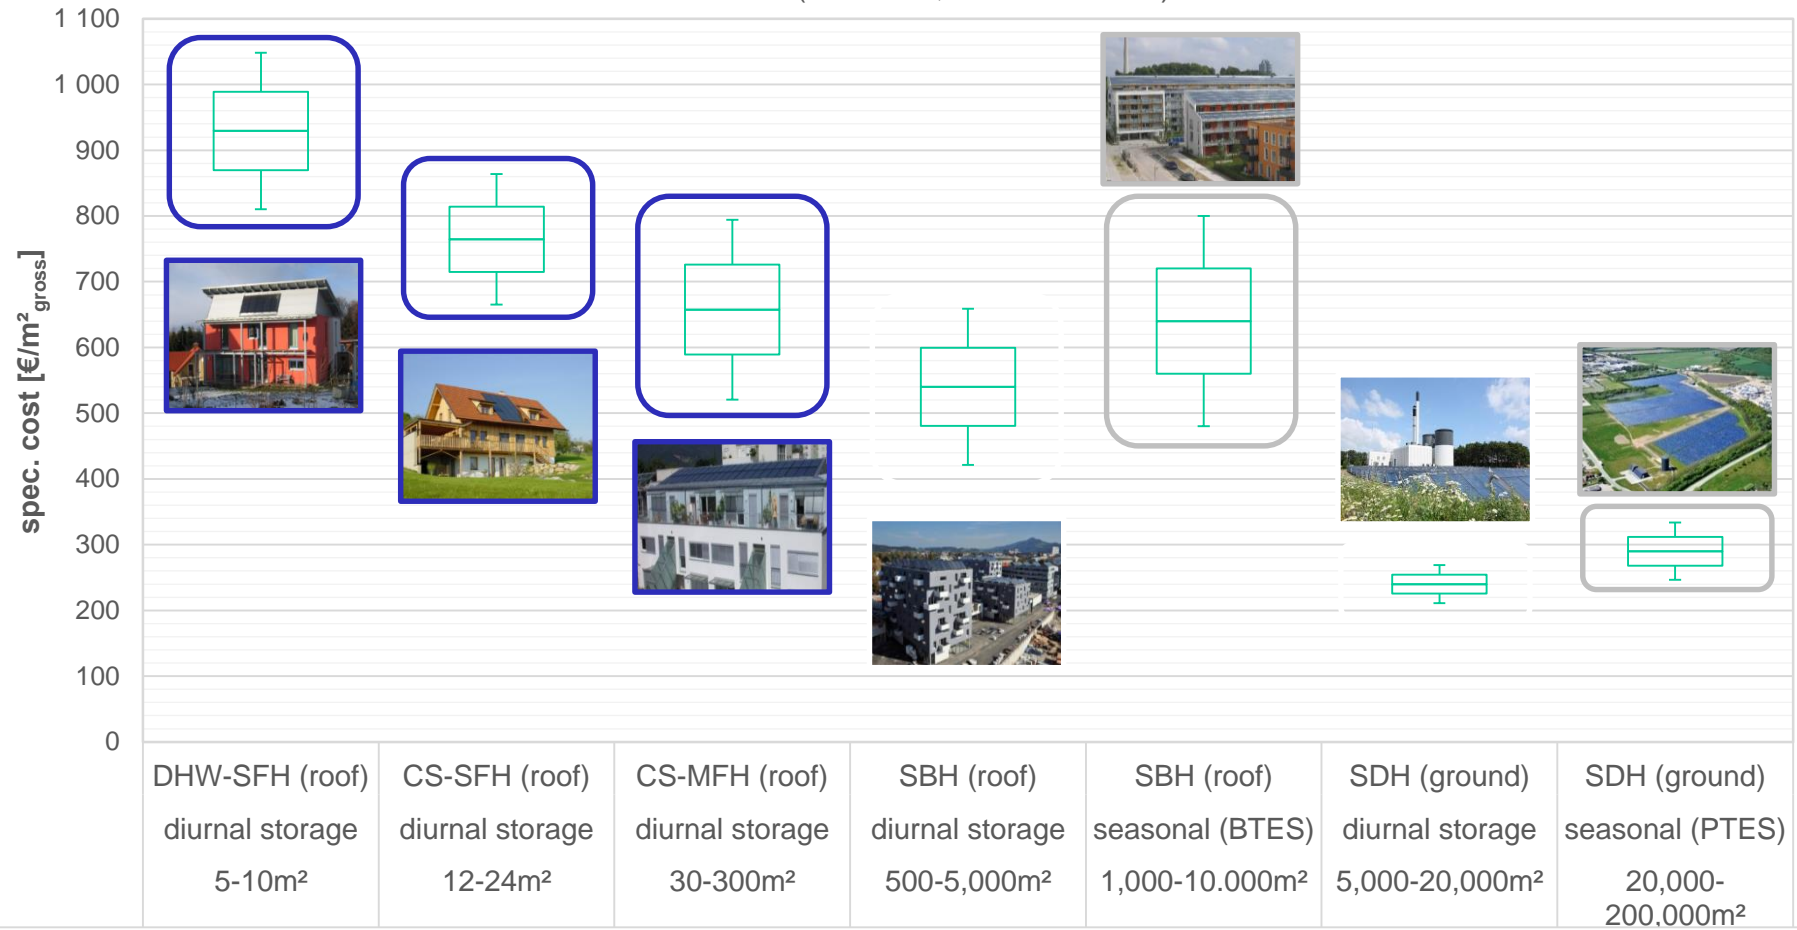 1 100
1 000
900
800
700
600
500
400
300
200
100
0
spec. cost [€/m²gross]
DHW-SFH (roof)
diurnal storage
5-10m²
CS-SFH (roof)
diurnal storage
12-24m²
CS-MFH (roof)
diurnal storage
30-300m²
SBH (roof)
diurnal storage
500-5,000m²
SBH (roof)
seasonal (BTES)
1,000-10.000m²
SDH (ground)
diurnal storage
5,000-20,000m²
SDH (ground)
seasonal (PTES)
20,000-
200,000m²